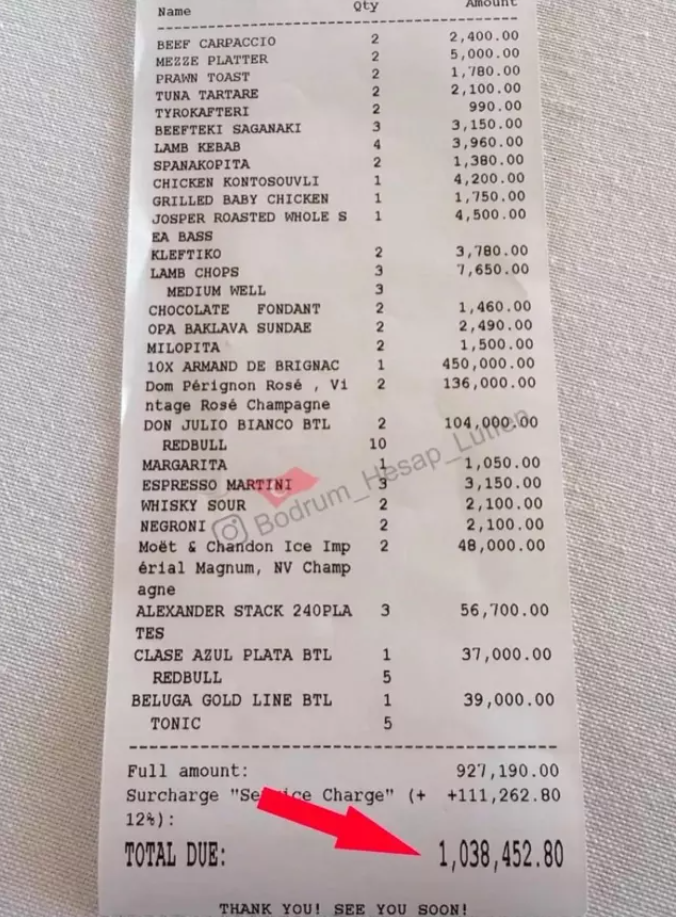 Name Qty Amount
BEEF CARPACCIO 2 2,400.00
MEZZE PLATTER 2 5,000.00
PRAWN TOAST 2 1,780.00
TUNA TARTARE 2 2,100.00
TYROKAFTERI 2 990.00
BEEFTEKI SAGANAKI 3 3,150.00
LAMB KEBAB 4 3,960.00
SPANAKOPITA 2 1,380.00
CHICKEN KONTOSOUVLI 1 4,200.00
GRILLED BABY CHICKEN 1 1,750.00
JOSPER ROASTED WHOLE S 1 4,500.00
EA BASS
KLEFTIKO 2 3,780.00
LAMB CHOPS 3 7,650.00
MEDIUM WELL 3
CHOCOLATE FONDANT 2 1,460.00
OPA BAKLAVA SUNDAE 2 2,490.00
MILOPITA 2 1,500.00
10X ARMAND DE BRIGNAC 1 450,000.00
Dom Pérignon Rosé , Vi 2 136,000.00
ntage Rosé Champagne
DON JULIO BIANCO BTL 2 104,000.00
REDBULL 10
MARGARITA 1 1,050.00
ESPRESSO MARTINI 3 3,150.00
WHISKY SOUR 2 2,100.00
NEGRONI 2 2,100.00
Bodrum_Hesap_Lutfen
Moët & Chandon Ice Imp 2 48,000.00
érial Magnum, NV Champ
agne
ALEXANDER STACK 240PLA 3 56,700.00
TES
CLASE AZUL PLATA BTL 1 37,000.00
REDBULL 5
BELUGA GOLD LINE BTL 1 39,000.00
TONIC 5
Full amount: 927,190.00
Surcharge "Service Charge" (+ +111,262.80
12%):
TOTAL DUE: 1,038,452.80
THANK YOU! SEE YOU SOON!